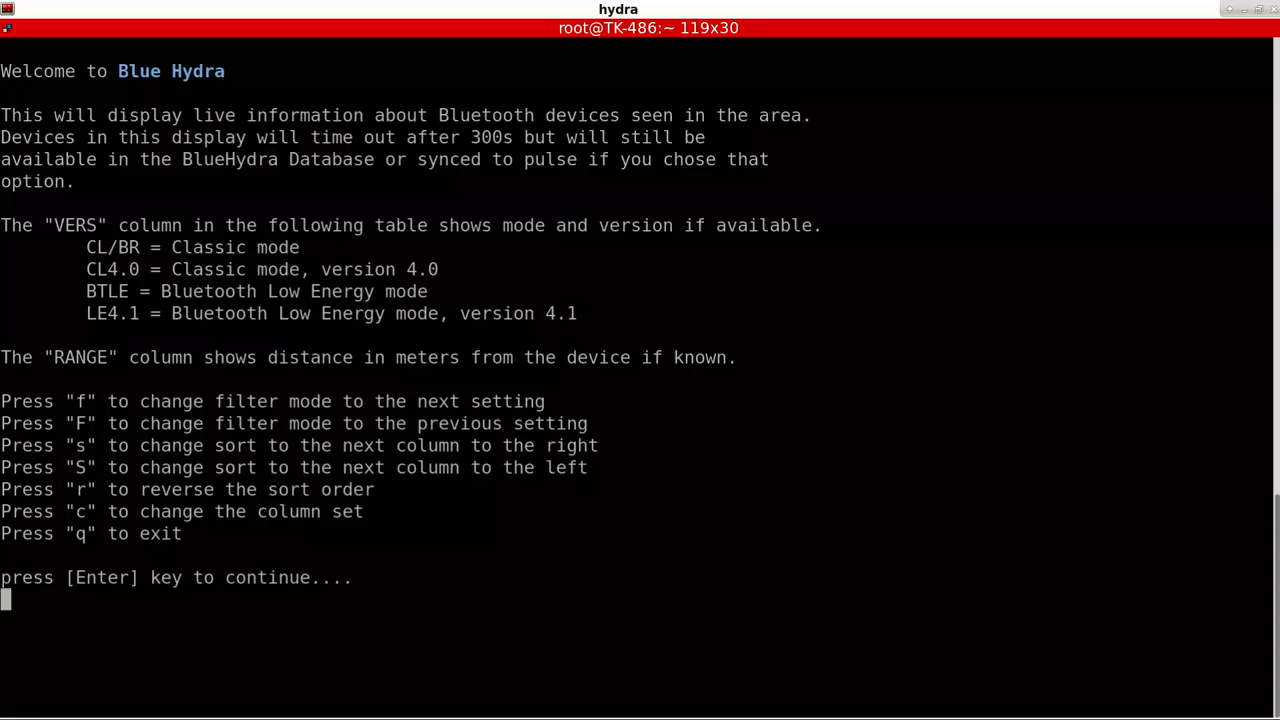 hydra
root@TK-486:~ 119x30
Welcome to Blue Hydra
This will display live information about Bluetooth devices seen in the area.
Devices in this display will time out after 300s but will still be
available in the BlueHydra Database or synced to pulse if you chose that
option.
The "VERS" column in the following table shows mode and version if available.
CL/BR = Classic mode
CL4.0 = Classic mode, version 4.0
BTLE = Bluetooth Low Energy mode
LE4.1 = Bluetooth Low Energy mode, version 4.1
The "RANGE" column shows distance in meters from the device if known.
Press "f" to change filter mode to the next setting
Press "F" to change filter mode to the previous setting
Press "s" to change sort to the next column to the right
Press "S" to change sort to the next column to the left
Press "r" to reverse the sort order
Press "c" to change the column set
Press "q" to exit
press [Enter] key to continue....